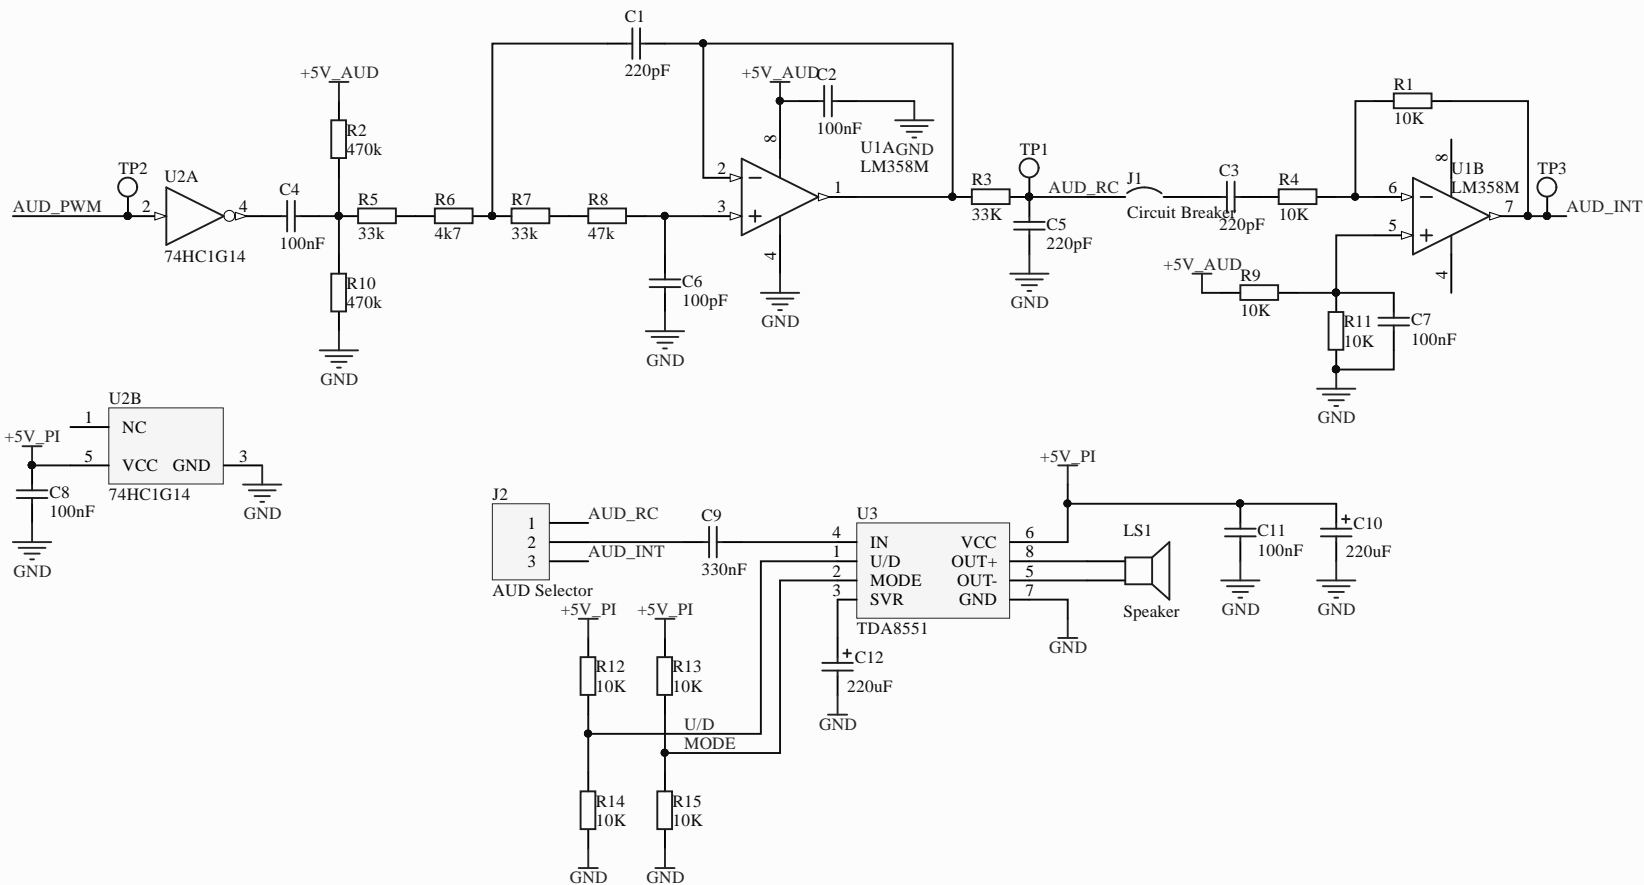 C1
220pF
+5V_AUD
R2
470k
TP2
U2A
AUD_PWM
2
4
74HC1G14
C4
100nF
R5
33k
R6
4k7
R7
33k
R8
47k
R10
470k
GND
C6
100pF
GND
+5V_AUD
C2
100nF
GND
8
U1A
LM358M
2
3
1
4
GND
R3
33K
TP1
AUD_RC
C5
220pF
GND
J1
Circuit Breaker
C3
220pF
R4
10K
R1
10K
8
U1B
LM358M
6
5
7
4
TP3
AUD_INT
+5V_AUD
R9
10K
R11
10K
C7
100nF
GND
U2B
1
NC
+5V_PI
5
VCC
GND
3
74HC1G14
C8
100nF
GND
GND
J2
1
2
3
AUD_RC
AUD_INT
AUD Selector
C9
330nF
U3
4
IN
1
U/D
2
MODE
3
SVR
VCC
6
OUT+
8
OUT-
5
GND
7
TDA8551
+5V_PI
LS1
Speaker
GND
C11
100nF
GND
C10
220uF
GND
C12
220uF
GND
+5V_PI
+5V_PI
R12
10K
R13
10K
U/D
MODE
R14
10K
R15
10K
GND
GND